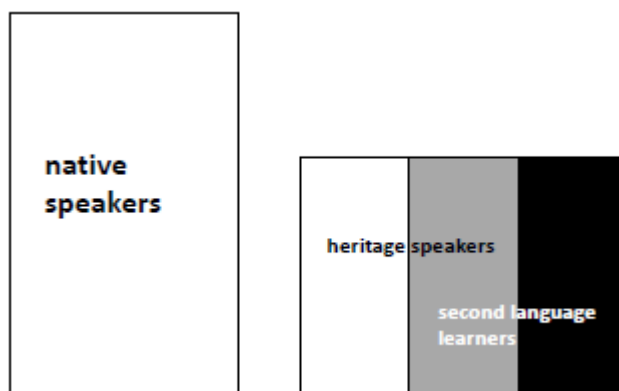 native
speakers
heritage speakers
second language
learners